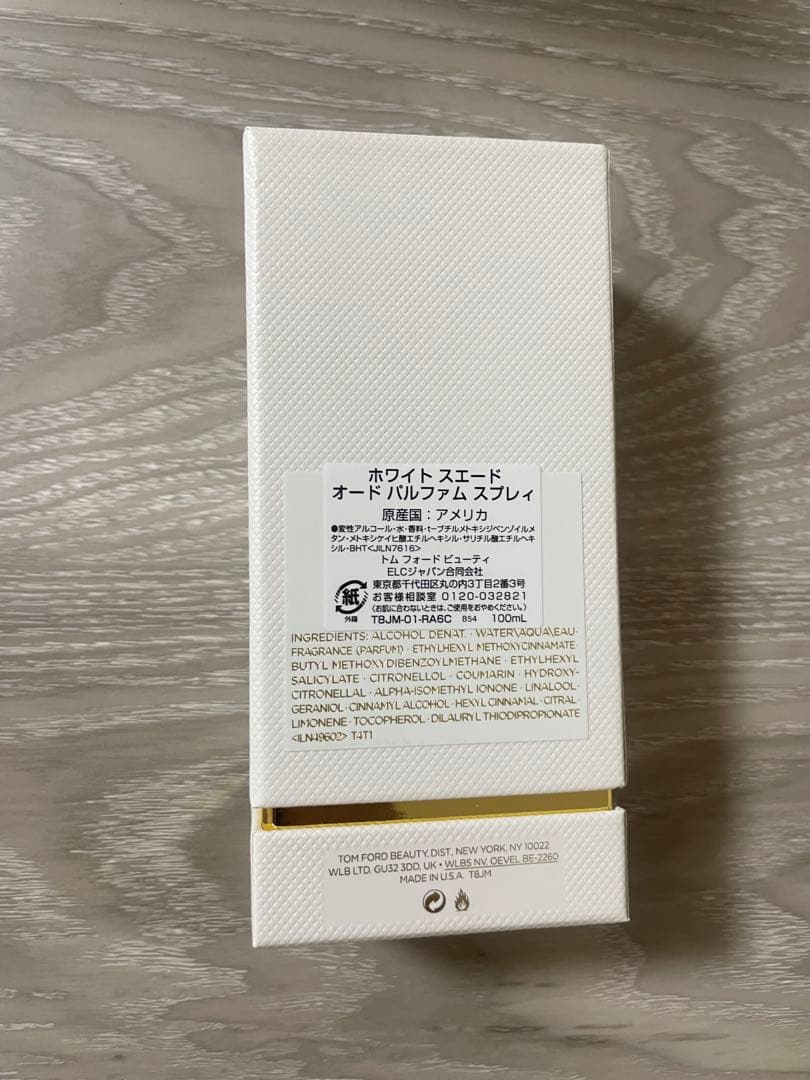 ホワイト スエード
オード パルファム スプレィ
原産国：アメリカ
●変性アルコール・水・香料・t-ブチルメトキシジベンゾイルメ
タン・メトキシケイヒ酸エチルヘキシル・サリチル酸エチルヘキ
シル・BHT<JILN7616>
トム フォード ビューティ
ELCジャパン合同会社
東京都千代田区丸の内3丁目2番3号
お客様相談室 0120-032821
(お肌に合わないときは、ご使用をおやめください。)
紙
外箱
T8JM-01-RA6C B54 100mL
INGREDIENTS: ALCOHOL DENAT. · WATER\AQUA\EAU·
FRAGRANCE (PARFUM) · ETHYLHEXYL METHOXYCINNAMATE·
BUTYL METHOXYDIBENZOYLMETHANE · ETHYLHEXYL
SALICYLATE · CITRONELLOL · COUMARIN · HYDROXY-
CITRONELLAL · ALPHA-ISOMETHYL IONONE · LINALOOL·
GERANIOL · CINNAMYL ALCOHOL · HEXYL CINNAMAL · CITRAL·
LIMONENE · TOCOPHEROL · DILAURYL THIODIPROPIONATE
<ILN49602> T4T1
TOM FORD BEAUTY, DIST., NEW YORK, NY 10022
WLB LTD, GU32 3DD, UK • WLBS NV. OEVEL BE-2260
MADE IN U.S.A. T8JM